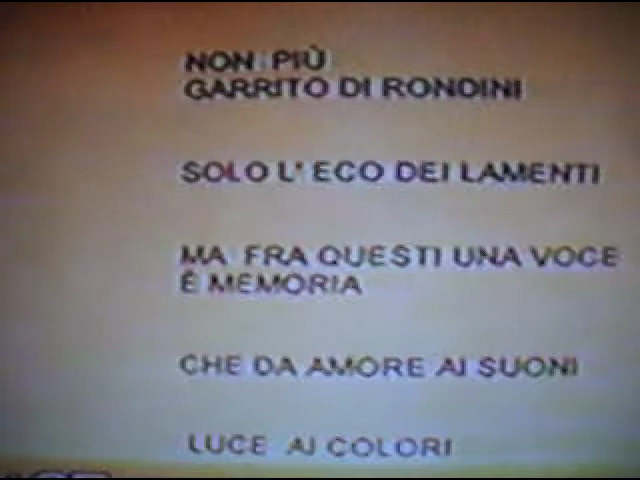 NON PIÙ
GARRITO DI RONDINI
SOLO L' ECO DEI LAMENTI
MA FRA QUESTI UNA VOCE
È MEMORIA
CHE DA AMORE AI SUONI
LUCE AI COLORI